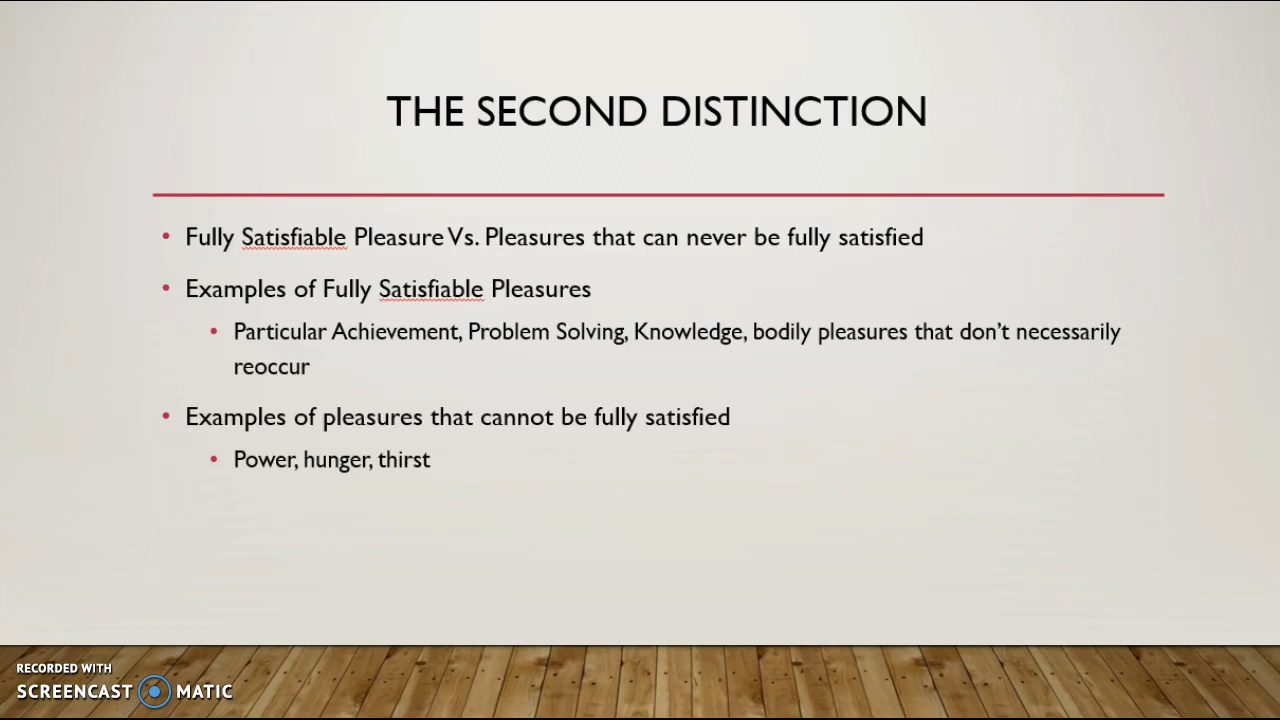 THE SECOND DISTINCTION
• Fully Satisfiable Pleasure Vs. Pleasures that can never be fully satisfied
• Examples of Fully Satisfiable Pleasures
• Particular Achievement, Problem Solving, Knowledge, bodily pleasures that don’t necessarily
reoccur
• Examples of pleasures that cannot be fully satisfied
• Power, hunger, thirst
RECORDED WITH
SCREENCAST MATIC